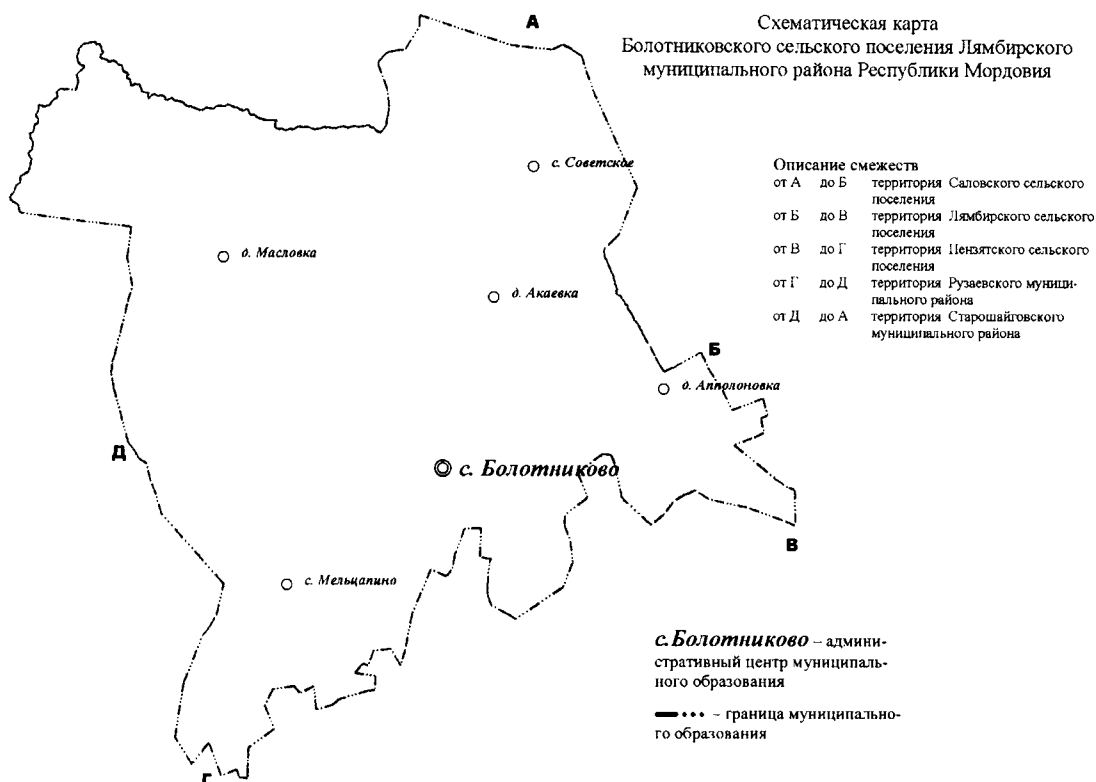 Схематическая карта
Болотниковского сельского поселения Лямбирского
муниципального района Республики Мордовия
А
с. Советское
Описание смежеств
от А до Б территория Саловского сельского
поселения
от Б до В территория Лямбирского сельского
поселения
от В до Г территория Пензятского сельского
поселения
от Г до Д территория Рузаевского муници-
пального района
от Д до А территория Старошайговского
муниципального района
д. Масловка
д. Акаевка
Б
д. Апполоновка
Д
с. Болотниково
В
с. Мельцапино
с.Болотниково – админи-
стративный центр муниципаль-
ного образования
– граница муниципально-
го образования
Г